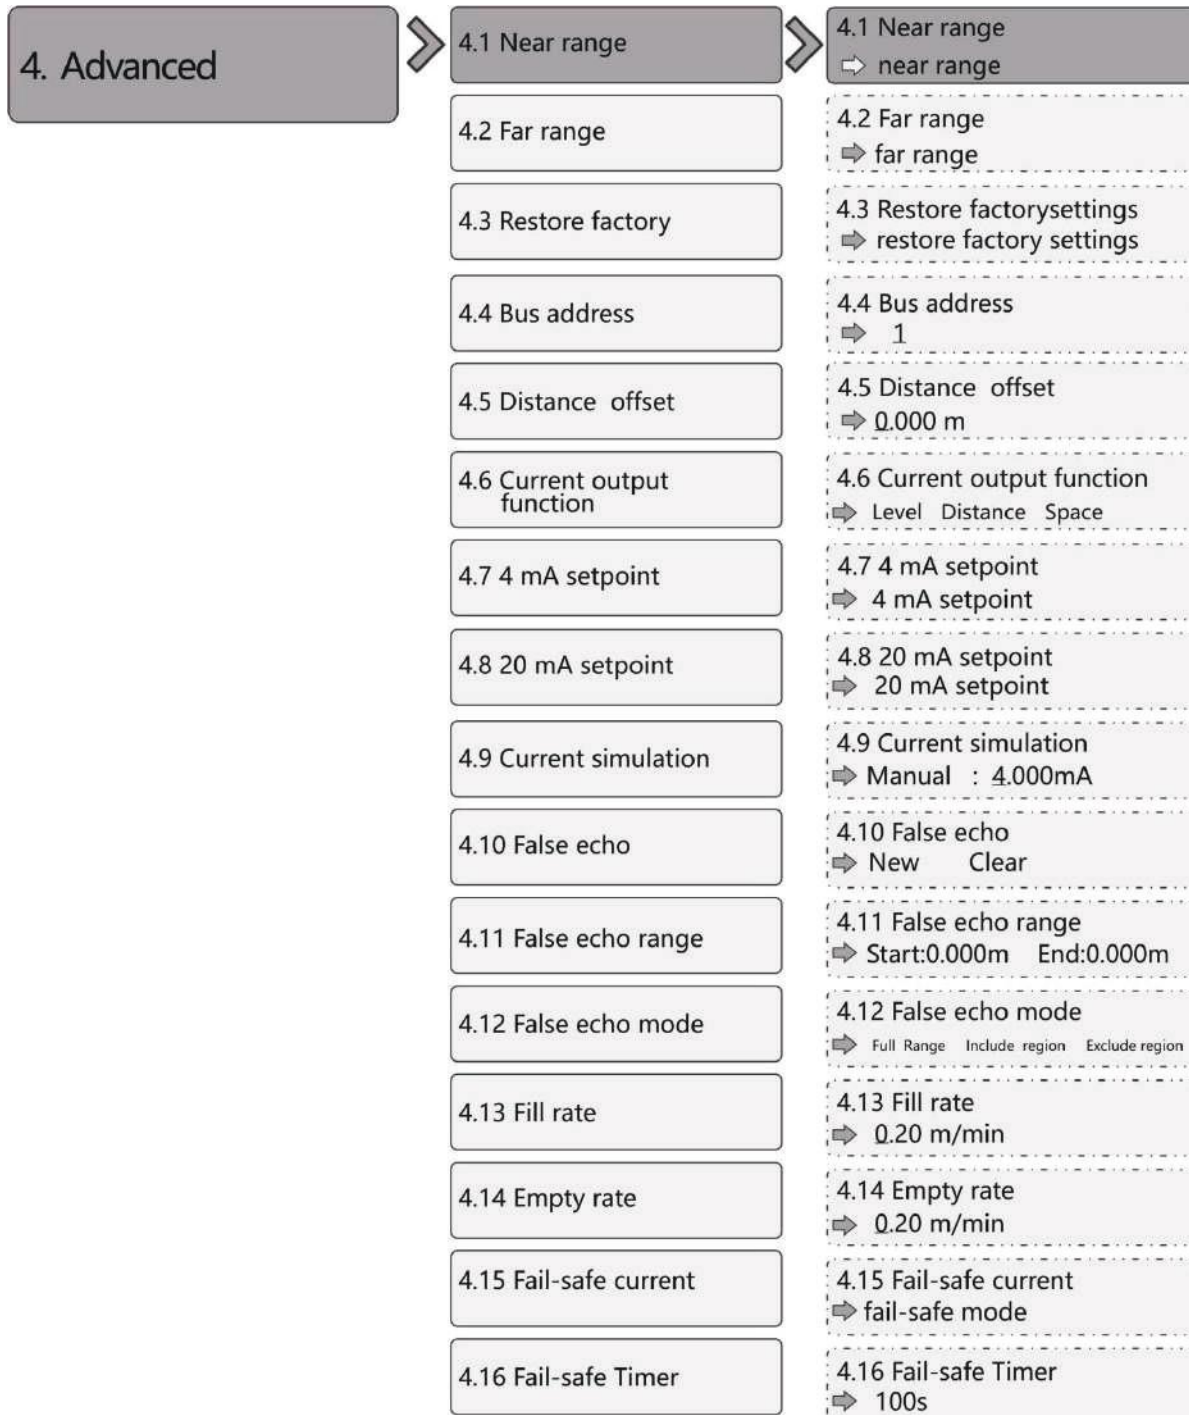 4. Advanced
4.1 Near range
4.1 Near range
near range
4.2 Far range
4.2 Far range
far range
4.3 Restore factory
4.3 Restore factorysettings
restore factory settings
4.4 Bus address
4.4 Bus address
1
4.5 Distance offset
4.5 Distance offset
0.000 m
4.6 Current output
function
4.6 Current output function
Level Distance Space
4.7 4 mA setpoint
4.7 4 mA setpoint
4 mA setpoint
4.8 20 mA setpoint
4.8 20 mA setpoint
20 mA setpoint
4.9 Current simulation
4.9 Current simulation
Manual : 4.000mA
4.10 False echo
4.10 False echo
New Clear
4.11 False echo range
4.11 False echo range
Start:0.000m End:0.000m
4.12 False echo mode
4.12 False echo mode
Full Range Include region Exclude region
4.13 Fill rate
4.13 Fill rate
0.20 m/min
4.14 Empty rate
4.14 Empty rate
0.20 m/min
4.15 Fail-safe current
4.15 Fail-safe current
fail-safe mode
4.16 Fail-safe Timer
4.16 Fail-safe Timer
100s